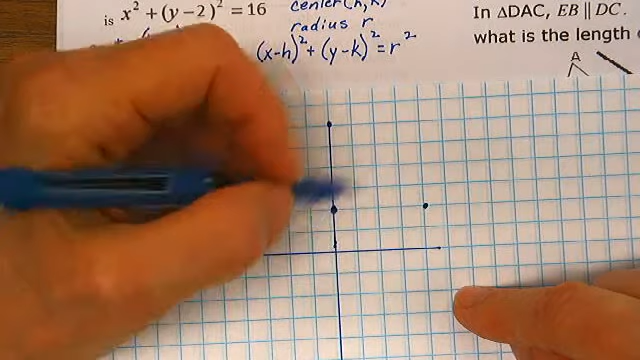 is x² + (y−2)² = 16
center(h, k)
radius r
(x-h)² + (y-k)² = r²
In ΔDAC, EB ∥ DC.
what is the length
A